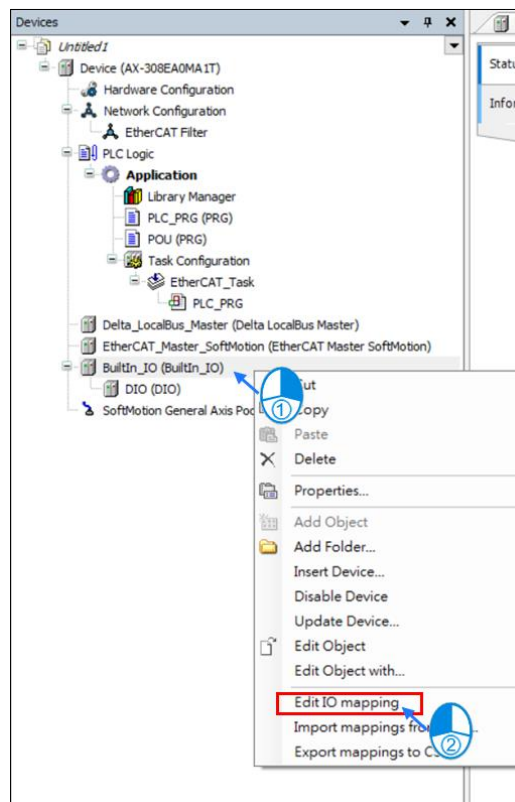 Devices
Untitled1
Device (AX-308EA0MA1T)
Hardware Configuration
Network Configuration
EtherCAT Filter
PLC Logic
Application
Library Manager
PLC_PRG (PRG)
POU (PRG)
Task Configuration
EtherCAT_Task
PLC_PRG
Delta_LocalBus_Master (Delta LocalBus Master)
EtherCAT_Master_SoftMotion (EtherCAT Master SoftMotion)
BuiltIn_IO (BuiltIn_IO)
DIO (DIO)
SoftMotion General Axis Poo
Statu
Infor
①
ut
opy
Paste
Delete
Properties...
Add Object
Add Folder...
Insert Device...
Disable Device
Update Device...
Edit Object
Edit Object with...
Edit IO mapping
Import mappings fro
②
Export mappings to C